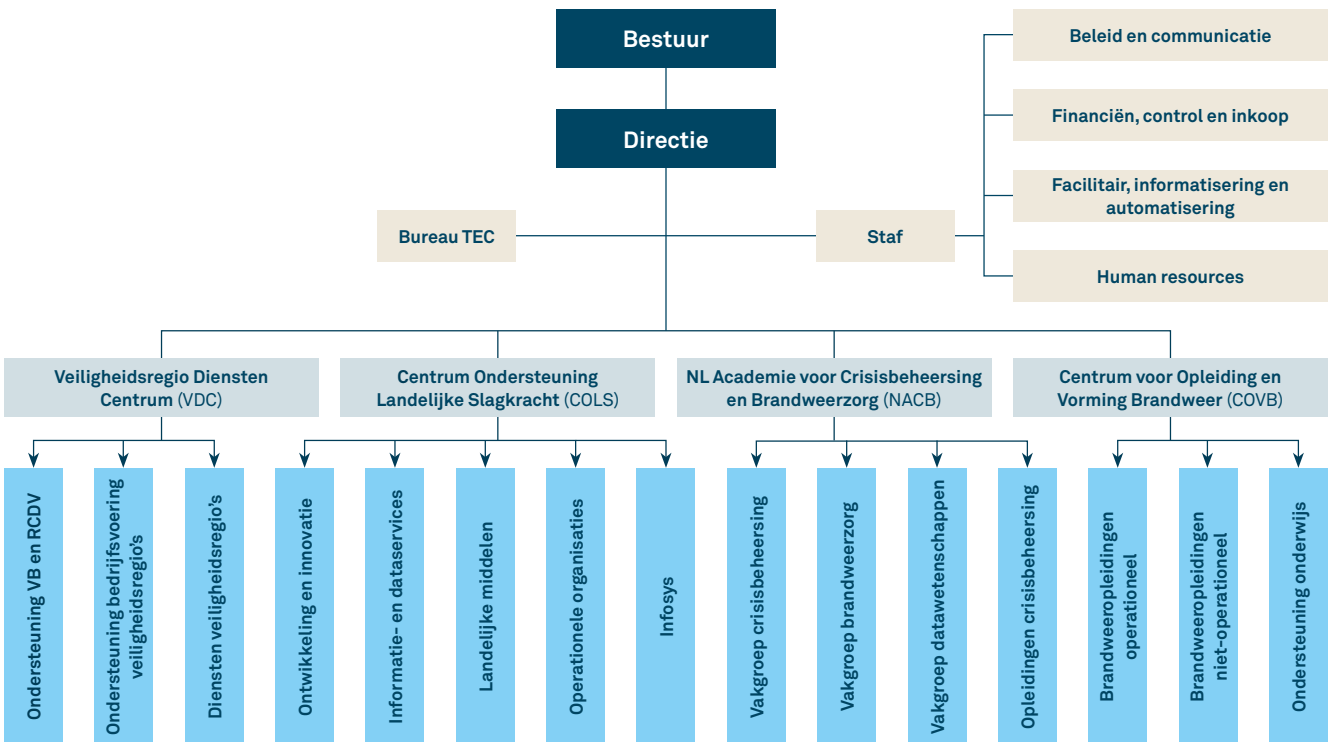 Bestuur
Directie
Beleid en communicatie
Financiën, control en inkoop
Facilitair, informatisering en
automatisering
Human resources
Bureau TEC
Staf
Veiligheidsregio Diensten
Centrum (VDC)
Centrum Ondersteuning
Landelijke Slagkracht (COLS)
NL Academie voor Crisisbeheersing
en Brandweerzorg (NACB)
Centrum voor Opleiding en
Vorming Brandweer (COVB)
Ondersteuning VB en RCDV
Ondersteuning bedrijfsvoering
veiligheidsregio’s
Diensten veiligheidsregio’s
Ontwikkeling en innovatie
Informatie- en dataservices
Landelijke middelen
Operationele organisaties
Infosys
Vakgroep crisisbeheersing
Vakgroep brandweerzorg
Vakgroep datawetenschappen
Opleidingen crisisbeheersing
Brandweeropleidingen
operationeel
Brandweeropleidingen
niet-operationeel
Ondersteuning onderwijs